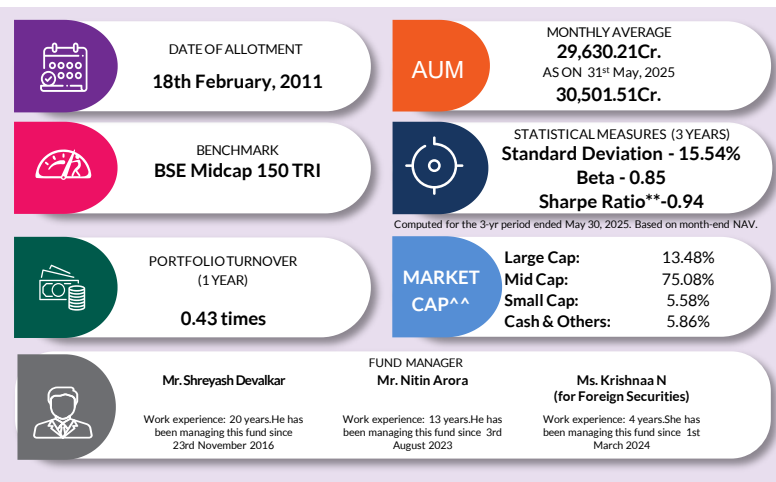 DATE OF ALLOTMENT
18th February, 2011
AUM
MONTHLY AVERAGE
29,630.21Cr.
AS ON 31st May, 2025
30,501.51Cr.
BENCHMARK
BSE Midcap 150 TRI
STATISTICAL MEASURES (3 YEARS)
Standard Deviation - 15.54%
Beta - 0.85
Sharpe Ratio**-0.94
Computed for the 3-yr period ended May 30, 2025. Based on month-end NAV.
PORTFOLIO TURNOVER
(1 YEAR)
0.43 times
MARKET
CAP^^
Large Cap: 13.48%
Mid Cap: 75.08%
Small Cap: 5.58%
Cash & Others: 5.86%
FUND MANAGER
Mr. Shreyash Devalkar
Work experience: 20 years.He has
been managing this fund since
23rd November 2016
Mr. Nitin Arora
Work experience: 13 years.He has
been managing this fund since 3rd
August 2023
Ms. Krishnaa N
(for Foreign Securities)
Work experience: 4 years.She has
been managing this fund since 1st
March 2024